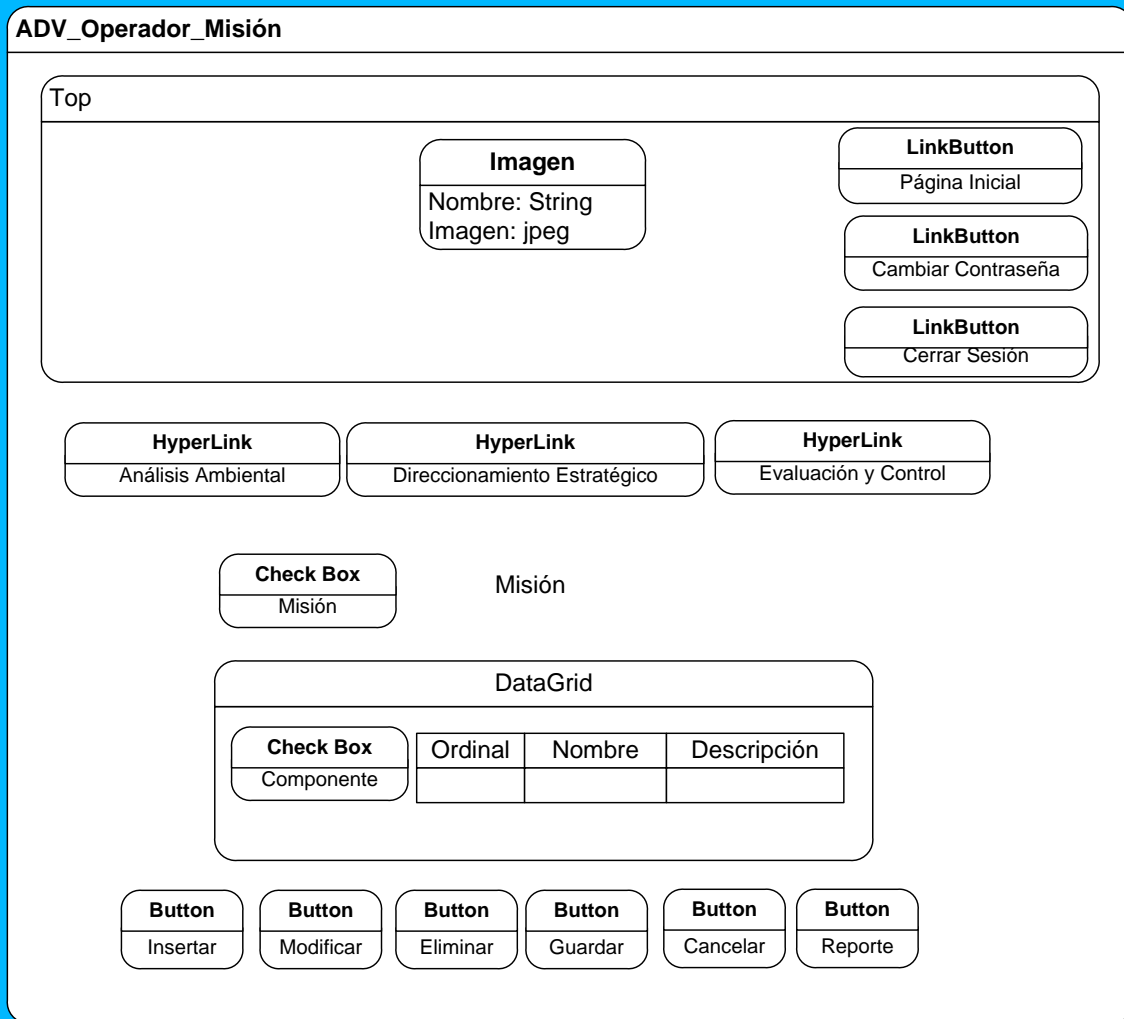 ADV_Operador_Misión
Top
Imagen
Nombre: String
Imagen: jpeg
LinkButton
Página Inicial
LinkButton
Cambiar Contraseña
LinkButton
Cerrar Sesión
HyperLink
Análisis Ambiental
HyperLink
Direccionamiento Estratégico
HyperLink
Evaluación y Control
Check Box
Misión
Misión
DataGrid
Check Box
Componente
Ordinal Nombre Descripción
Button
Insertar
Button
Modificar
Button
Eliminar
Button
Guardar
Button
Cancelar
Button
Reporte